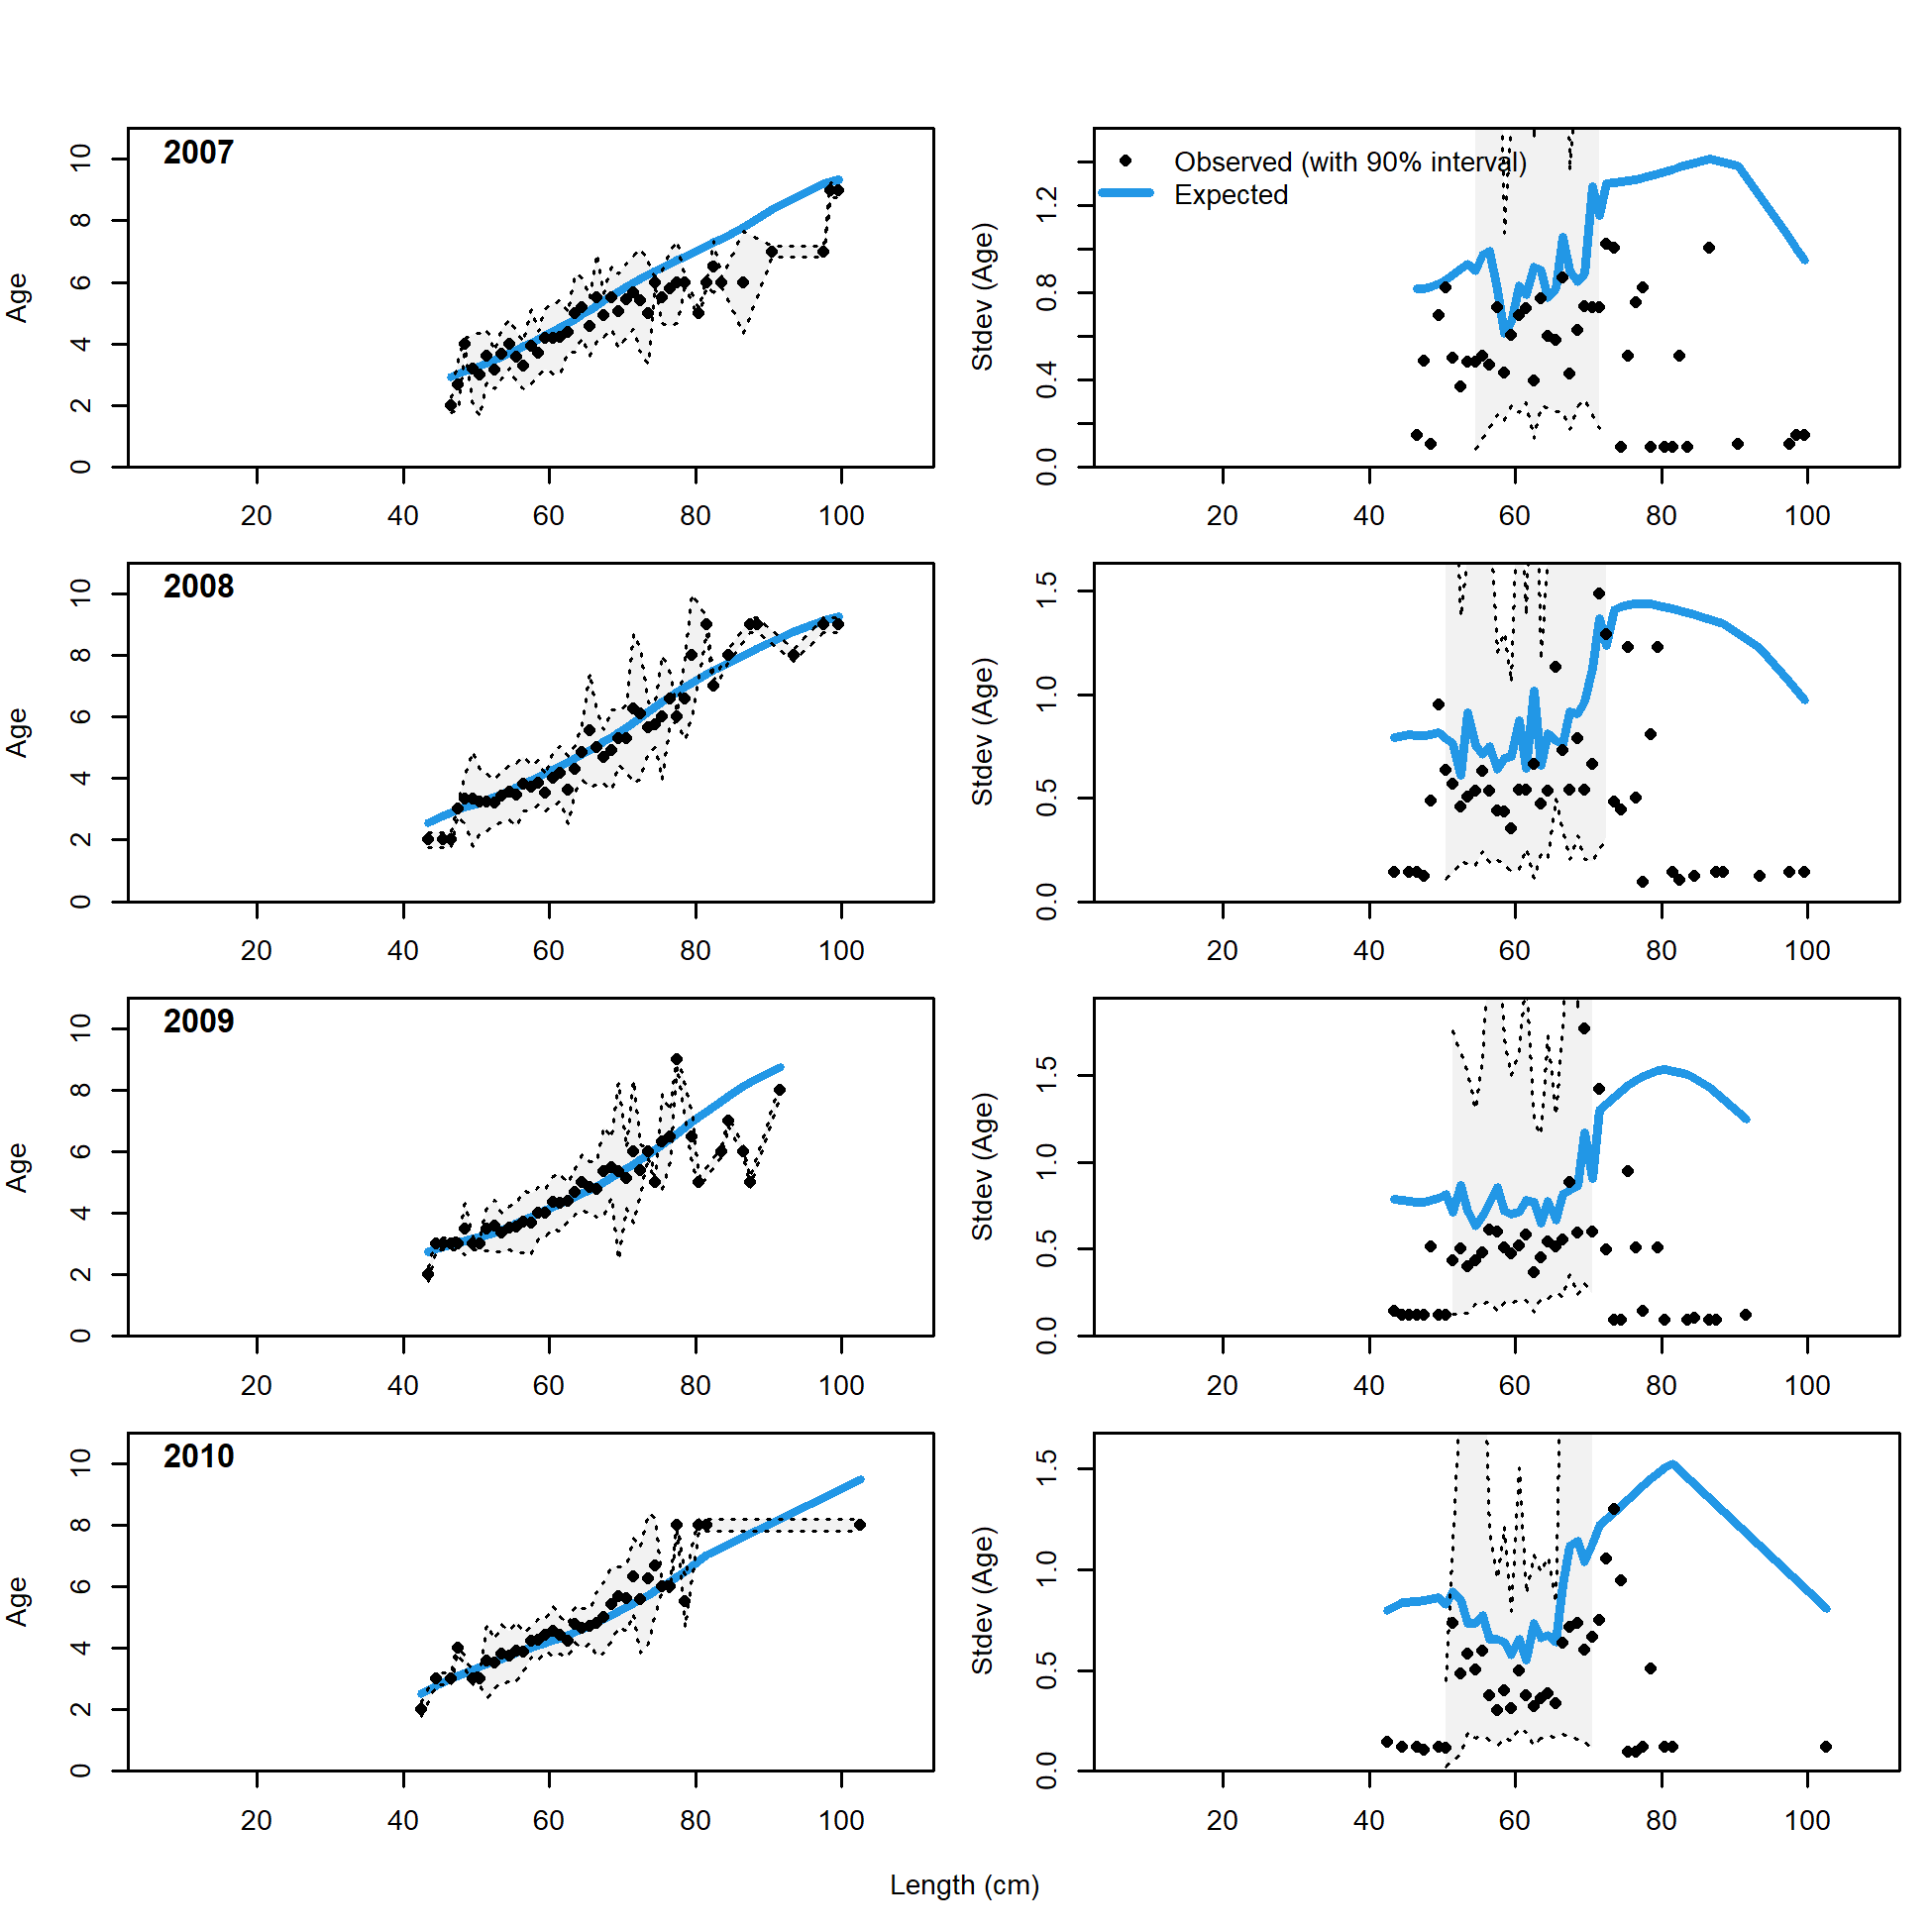 2007
Age
0 2 4 6 8 10
20 40 60 80 100
Observed (with 90% interval)
Expected
Stdev (Age)
0.0 0.4 0.8 1.2
20 40 60 80 100
2008
Age
0 2 4 6 8 10
20 40 60 80 100
Stdev (Age)
0.0 0.5 1.0 1.5
20 40 60 80 100
2009
Age
0 2 4 6 8 10
20 40 60 80 100
Stdev (Age)
0.0 0.5 1.0 1.5
20 40 60 80 100
2010
Age
0 2 4 6 8 10
20 40 60 80 100
Stdev (Age)
0.0 0.5 1.0 1.5
20 40 60 80 100
Length (cm)